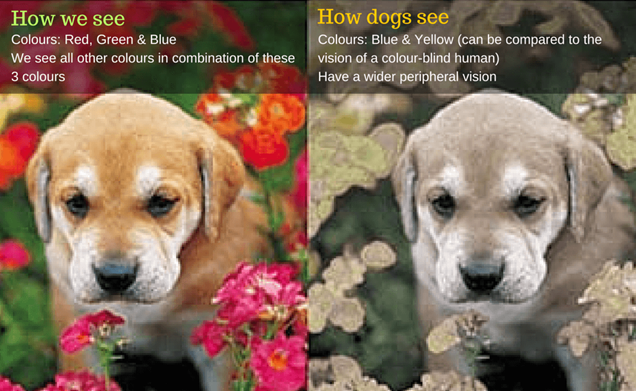 How we see
Colours: Red, Green & Blue
We see all other colours in combination of these
3 colours
How dogs see
Colours: Blue & Yellow (can be compared to the
vision of a colour-blind human)
Have a wider peripheral vision